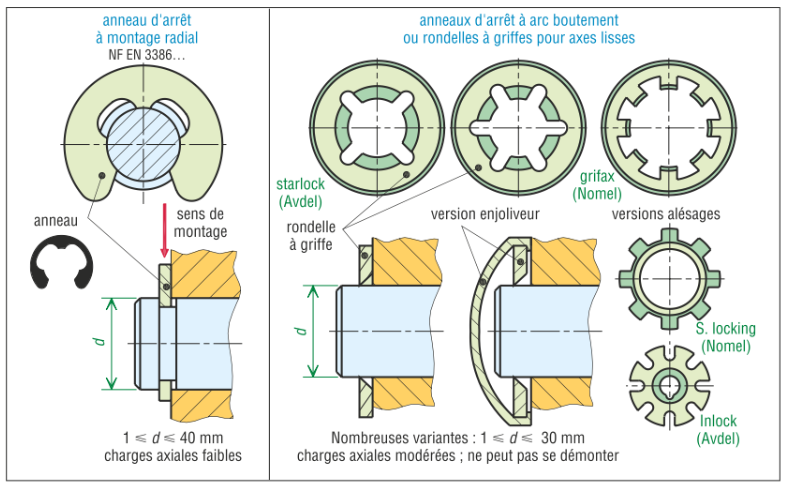 anneau d'arrêt
à montage radial
NF EN 3386...
anneau
sens de
montage
d
1 ⩽ d ⩽ 40 mm
charges axiales faibles
anneaux d'arrêt à arc boutement
ou rondelles à griffes pour axes lisses
starlock
(Avdel)
grifax
(Nomel)
rondelle
à griffe
version enjoliveur
versions alésages
d
S. locking
(Nomel)
Inlock
(Avdel)
Nombreuses variantes : 1 ⩽ d ⩽ 30 mm
charges axiales modérées ; ne peut pas se démonter